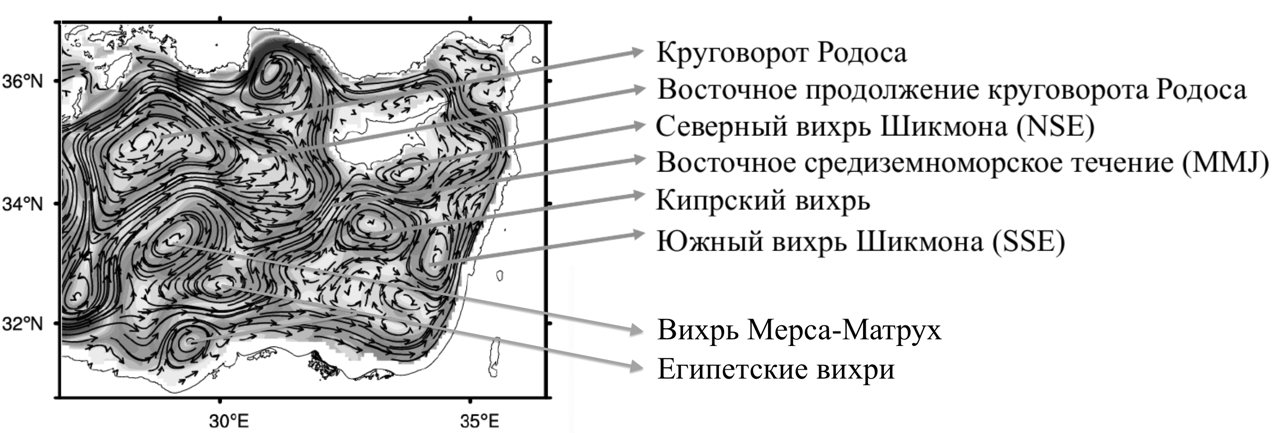 36°N
34°N
32°N
30°E
35°E
Круговорот Родоса
Восточное продолжение круговорота Родоса
Северный вихрь Шикмона (NSE)
Восточное средиземноморское течение (MMJ)
Кипрский вихрь
Южный вихрь Шикмона (SSE)
Вихрь Мерса-Матрух
Египетские вихри